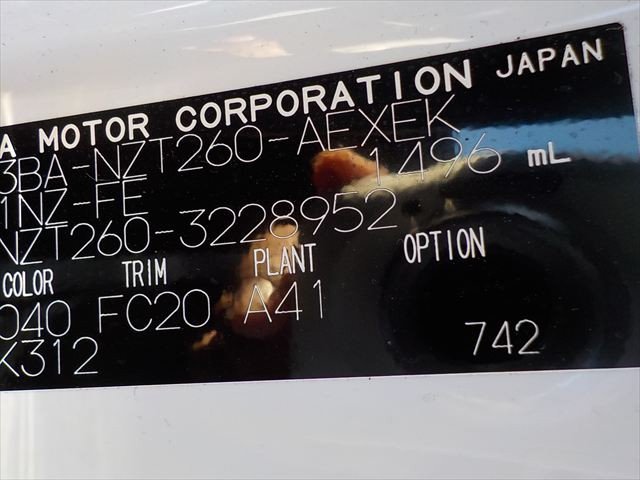 A MOTOR CORPORATION JAPAN
3BA-NZT260-AEXEK
1NZ-FE 1496 mL
NZT260-3228952
COLOR TRIM PLANT OPTION
040 FC20 A41
K312 742